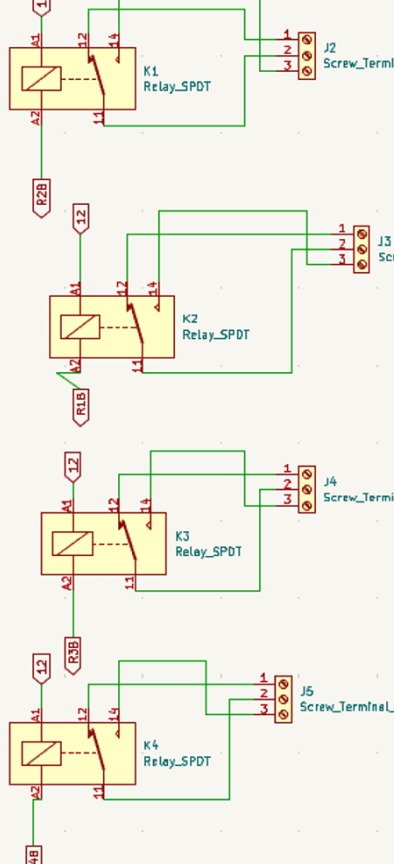 1
A1
12
14
K1
Relay_SPDT
A2
11
1
2
3
J2
Screw_Termi
R2B
12
A1
12
14
K2
Relay_SPDT
A2
11
1
2
3
J3
Sc
R1B
12
A1
12
14
K3
Relay_SPDT
A2
11
1
2
3
J4
Screw_Termi
R3B
12
A1
12
14
K4
Relay_SPDT
A2
11
1
2
3
J5
Screw_Terminal_
4B